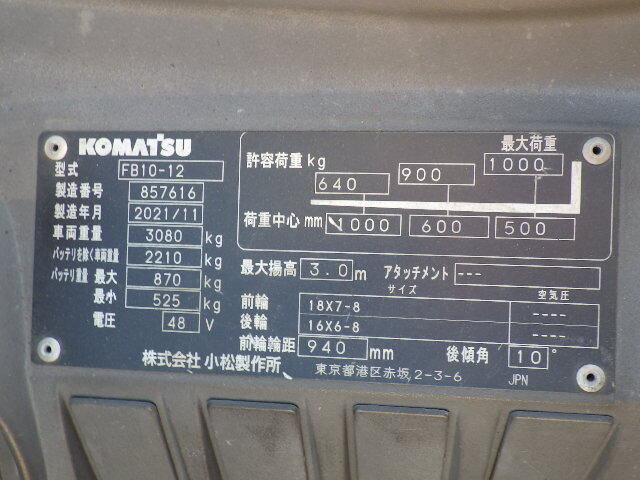 KOMATSU
型式 FB10-12
製造番号 857616
製造年月 2021/11
車両重量 3080 kg
バッテリを除く車両重量 2210 kg
バッテリ重量 最大 870 kg
最小 525 kg
電圧 48 V
許容荷重 kg
最大荷重
640 900 1000
荷重中心 mm 1000 600 500
最大揚高 3.0 m アタッチメント ---
サイズ 空気圧
前輪 18X7-8 ----
後輪 16X6-8 ----
前輪輪距 940 mm 後傾角 10°
株式会社 小松製作所 東京都港区赤坂2-3-6 JPN